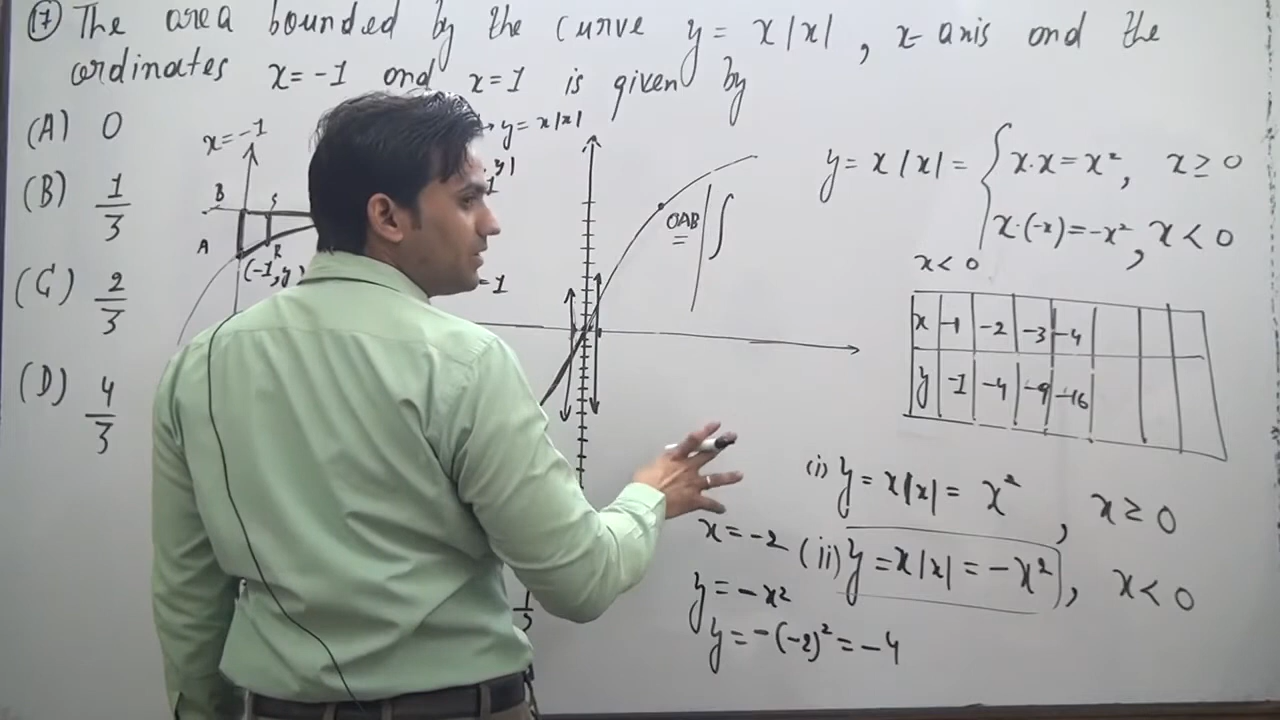 17 The area bounded by the curve y = x|x| , x-axis and the
ordinates x = -1 and x = 1 is given by
(A) 0
(B) 1/3
(C) 2/3
(D) 4/3
x = -1
B
S
A
R
(-1, y)
y = x|x|
OAB ∫
y = x|x| = { x·x = x², x ≥ 0
x·(-x) = -x², x < 0
x < 0
x -1 -2 -3 -4
y -1 -4 -9 -16
(i) y = x|x| = x² , x ≥ 0
(ii) y = x|x| = -x² , x < 0
x = -2
y = -x²
y = -(-2)² = -4